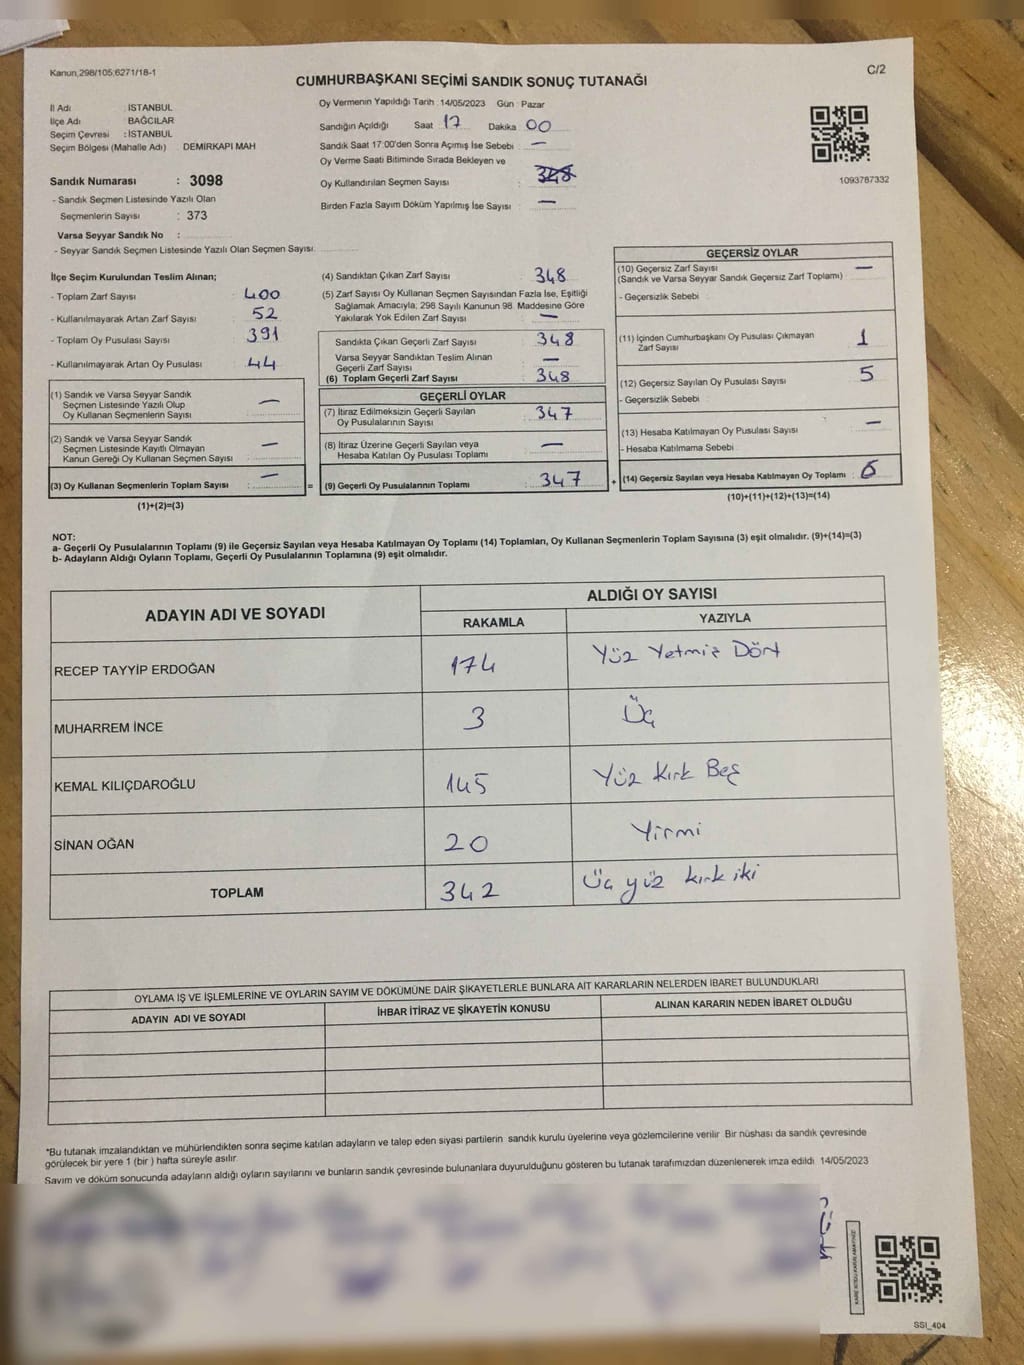 Kanun,298/105;6271/18-1
C/2
CUMHURBAŞKANI SEÇİMİ SANDIK SONUÇ TUTANAĞI
İl Adı : İSTANBUL
İlçe Adı : BAĞCILAR
Seçim Çevresi : İSTANBUL
Seçim Bölgesi (Mahalle Adı) DEMİRKAPI MAH
Sandık Numarası : 3098
- Sandık Seçmen Listesinde Yazılı Olan
Seçmenlerin Sayısı : 373
Varsa Seyyar Sandık No :
- Seyyar Sandık Seçmen Listesinde Yazılı Olan Seçmen Sayısı:
Oy Vermenin Yapıldığı Tarih : 14/05/2023 Gün : Pazar
Sandığın Açıldığı Saat 17 Dakika 00
Sandık Saat 17:00'den Sonra Açılmış İse Sebebi : —
Oy Verme Saati Bitiminde Sırada Bekleyen ve
Oy Kullandırılan Seçmen Sayısı : 348
Birden Fazla Sayım Döküm Yapılmış İse Sayısı : —
1093787332
İlçe Seçim Kurulundan Teslim Alınan;
- Toplam Zarf Sayısı : 400
- Kullanılmayarak Artan Zarf Sayısı : 52
- Toplam Oy Pusulası Sayısı : 391
- Kullanılmayarak Artan Oy Pusulası : 44
(1) Sandık ve Varsa Seyyar Sandık
Seçmen Listesinde Yazılı Olup
Oy Kullanan Seçmenlerin Sayısı : —
(2) Sandık ve Varsa Seyyar Sandık
Seçmen Listesinde Kayıtlı Olmayan
Kanun Gereği Oy Kullanan Seçmen Sayısı : —
(3) Oy Kullanan Seçmenlerin Toplam Sayısı : —
(1)+(2)=(3)
=
(4) Sandıktan Çıkan Zarf Sayısı : 348
(5) Zarf Sayısı Oy Kullanan Seçmen Sayısından Fazla İse, Eşitliği
Sağlamak Amacıyla; 298 Sayılı Kanunun 98. Maddesine Göre
Yakılarak Yok Edilen Zarf Sayısı : —
Sandıkta Çıkan Geçerli Zarf Sayısı : 348
Varsa Seyyar Sandıktan Teslim Alınan
Geçerli Zarf Sayısı : —
(6) Toplam Geçerli Zarf Sayısı : 348
GEÇERLİ OYLAR
(7) İtiraz Edilmeksizin Geçerli Sayılan
Oy Pusulalarının Sayısı : 347
(8) İtiraz Üzerine Geçerli Sayılan veya
Hesaba Katılan Oy Pusulası Toplamı : —
(9) Geçerli Oy Pusulalarının Toplamı : 347
+
GEÇERSİZ OYLAR
(10) Geçersiz Zarf Sayısı : —
(Sandık ve Varsa Seyyar Sandık Geçersiz Zarf Toplamı)
- Geçersizlik Sebebi :
(11) İçinden Cumhurbaşkanı Oy Pusulası Çıkmayan
Zarf Sayısı : 1
(12) Geçersiz Sayılan Oy Pusulası Sayısı : 5
- Geçersizlik Sebebi :
(13) Hesaba Katılmayan Oy Pusulası Sayısı : —
- Hesaba Katılmama Sebebi :
(14) Geçersiz Sayılan veya Hesaba Katılmayan Oy Toplamı : 6
(10)+(11)+(12)+(13)=(14)
NOT:
a- Geçerli Oy Pusulalarının Toplamı (9) ile Geçersiz Sayılan veya Hesaba Katılmayan Oy Toplamı (14) Toplamları, Oy Kullanan Seçmenlerin Toplam Sayısına (3) eşit olmalıdır. (9)+(14)=(3)
b- Adayların Aldığı Oyların Toplamı, Geçerli Oy Pusulalarının Toplamına (9) eşit olmalıdır.
ADAYIN ADI VE SOYADI
ALDIĞI OY SAYISI
RAKAMLA YAZIYLA
RECEP TAYYİP ERDOĞAN 174 Yüz Yetmiş Dört
MUHARREM İNCE 3 Üç
KEMAL KILIÇDAROĞLU 145 Yüz Kırk Beş
SİNAN OĞAN 20 Yirmi
TOPLAM 342 Üç yüz kırk iki
OYLAMA İŞ VE İŞLEMLERİNE VE OYLARIN SAYIM VE DÖKÜMÜNE DAİR ŞİKAYETLERLE BUNLARA AİT KARARLARIN NELERDEN İBARET BULUNDUKLARI
ADAYIN ADI VE SOYADI İHBAR İTİRAZ VE ŞİKAYETİN KONUSU ALINAN KARARIN NEDEN İBARET OLDUĞU
*Bu tutanak imzalandıktan ve mühürlendikten sonra seçime katılan adayların ve talep eden siyasi partilerin sandık kurulu üyelerine veya gözlemcilerine verilir. Bir nüshası da sandık çevresinde
görülecek bir yere 1 (bir ) hafta süreyle asılır.
Sayım ve döküm sonucunda adayların aldığı oyların sayılarını ve bunların sandık çevresinde bulunanlara duyurulduğunu gösteren bu tutanak tarafımızdan düzenlenerek imza edildi. 14/05/2023
SSİ_404